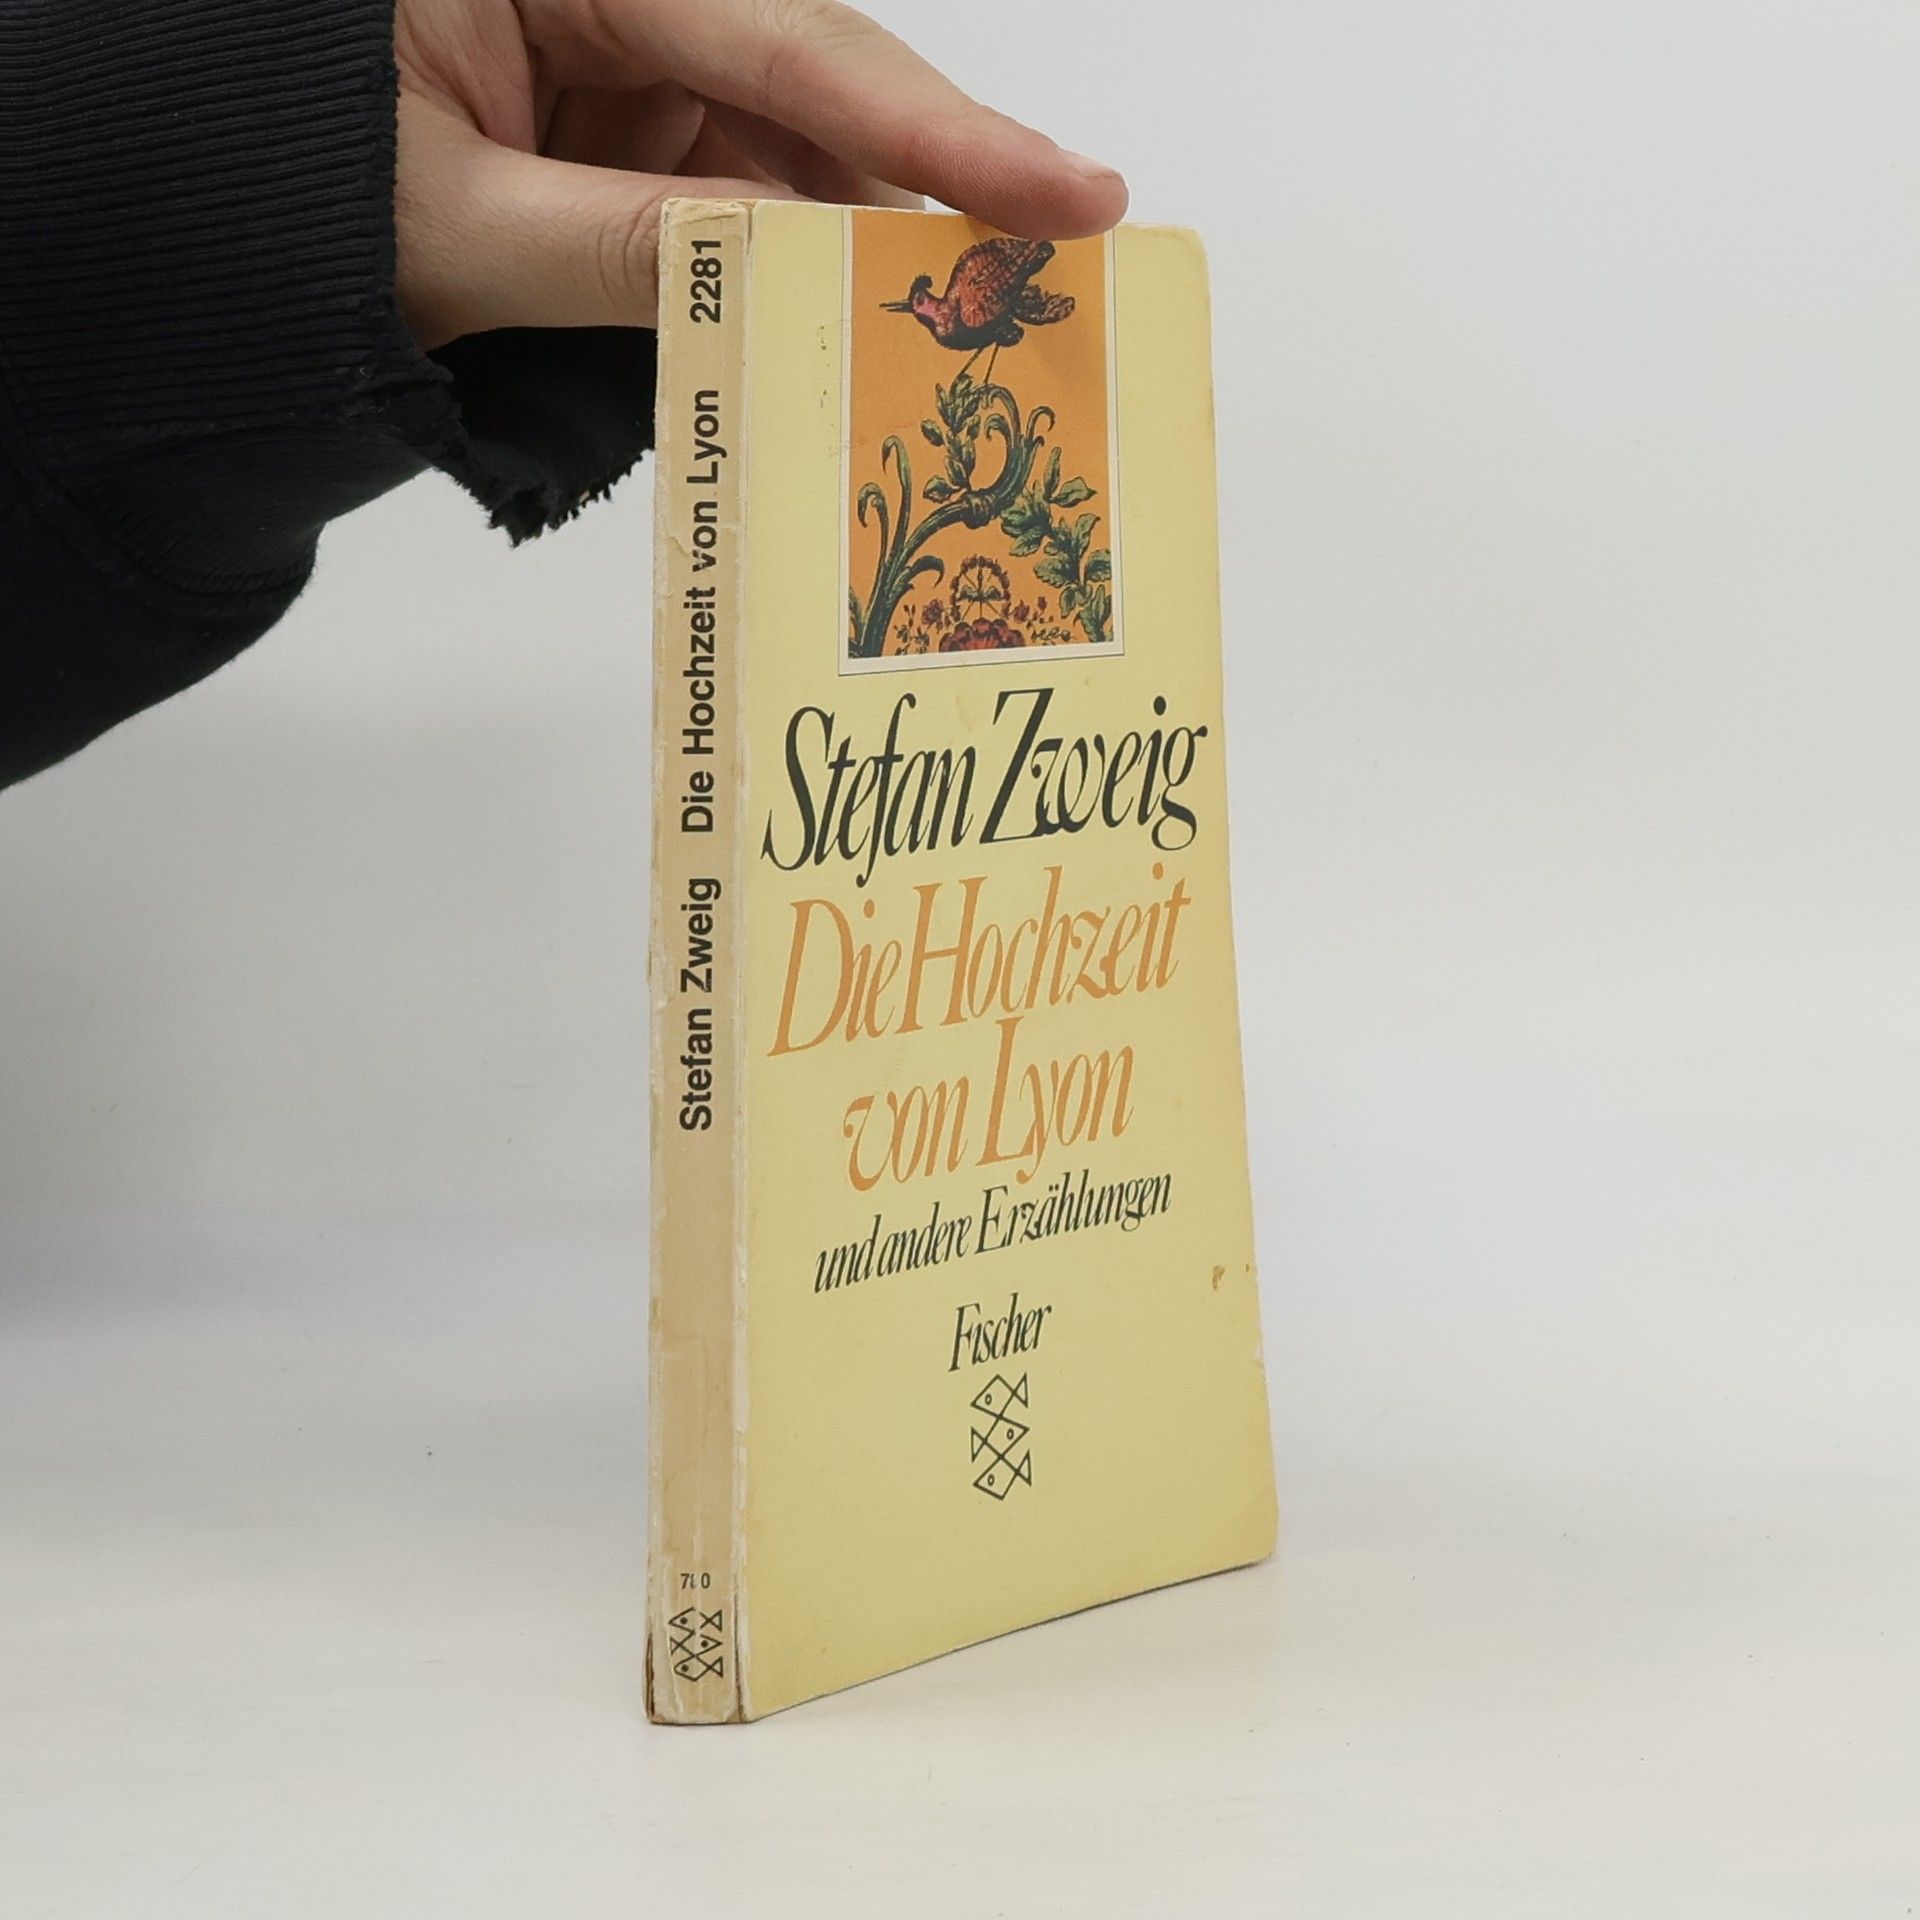 Stefan Zweig Die Hochzeit von Lyon 2281
Stefan Zweig
Die Hochzeit
von Lyon
und andere Erzählungen
Fischer